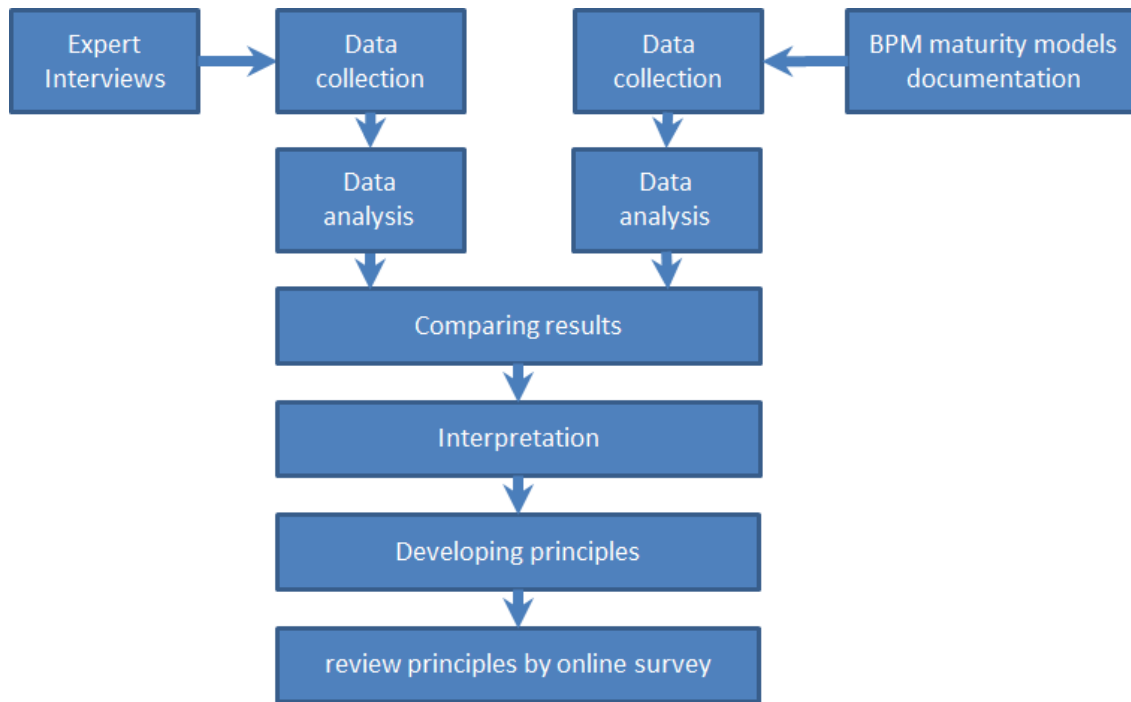 Expert
Interviews
Data
collection
Data
collection
BPM maturity models
documentation
Data
analysis
Data
analysis
Comparing results
Interpretation
Developing principles
review principles by online survey